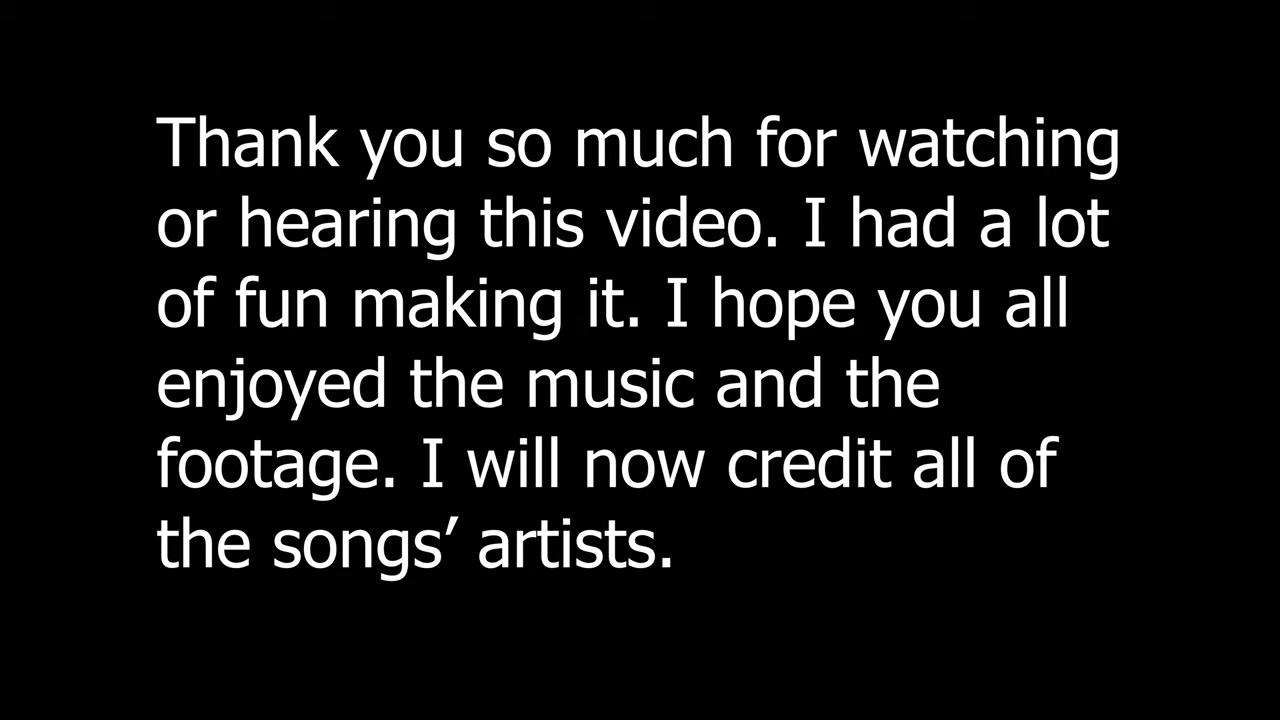 Thank you so much for watching
or hearing this video. I had a lot
of fun making it. I hope you all
enjoyed the music and the
footage. I will now credit all of
the songs’ artists.